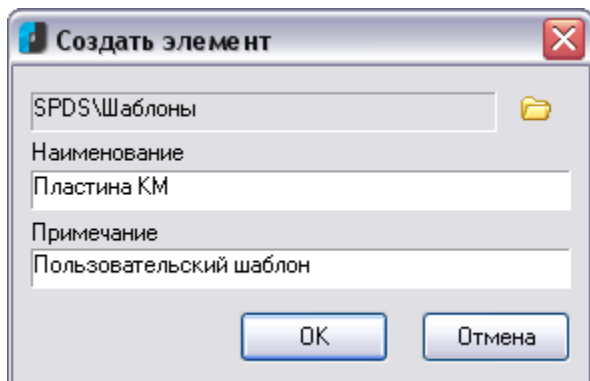 Создать элемент
SPDS\Шаблоны
Наименование
Пластина КМ
Примечание
Пользовательский шаблон
OK Отмена